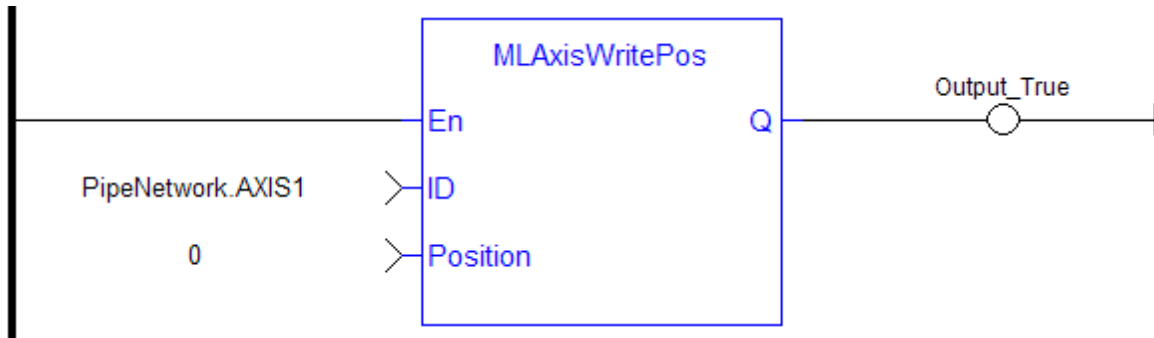 MLAxisWritePos
Output_True
En
Q
PipeNetwork.AXIS1
ID
0
Position